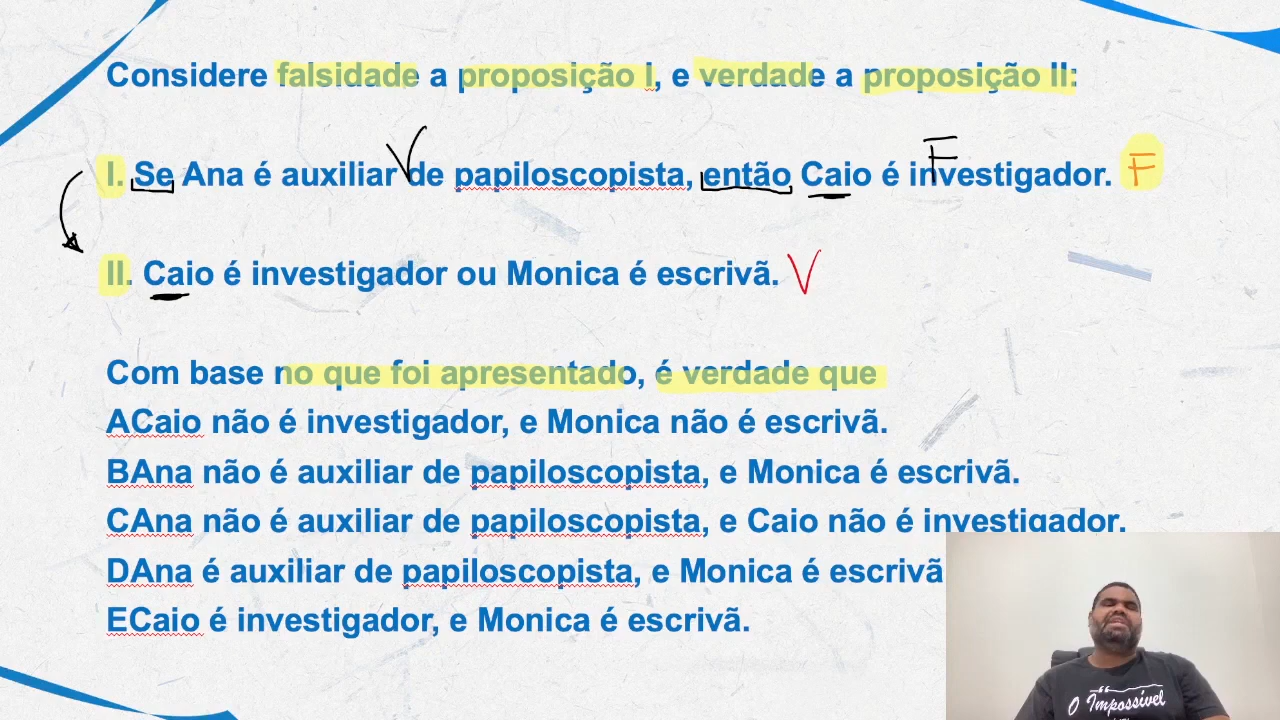 Considere falsidade a proposição I, e verdade a proposição II:
I. Se Ana é auxiliar de papiloscopista, então Caio é investigador. F
V
F
II. Caio é investigador ou Monica é escrivã. V
Com base no que foi apresentado, é verdade que
ACaio não é investigador, e Monica não é escrivã.
BAna não é auxiliar de papiloscopista, e Monica é escrivã.
CAna não é auxiliar de papiloscopista, e Caio não é investigador.
DAna é auxiliar de papiloscopista, e Monica é escrivã
ECaio é investigador, e Monica é escrivã.
O Impossível